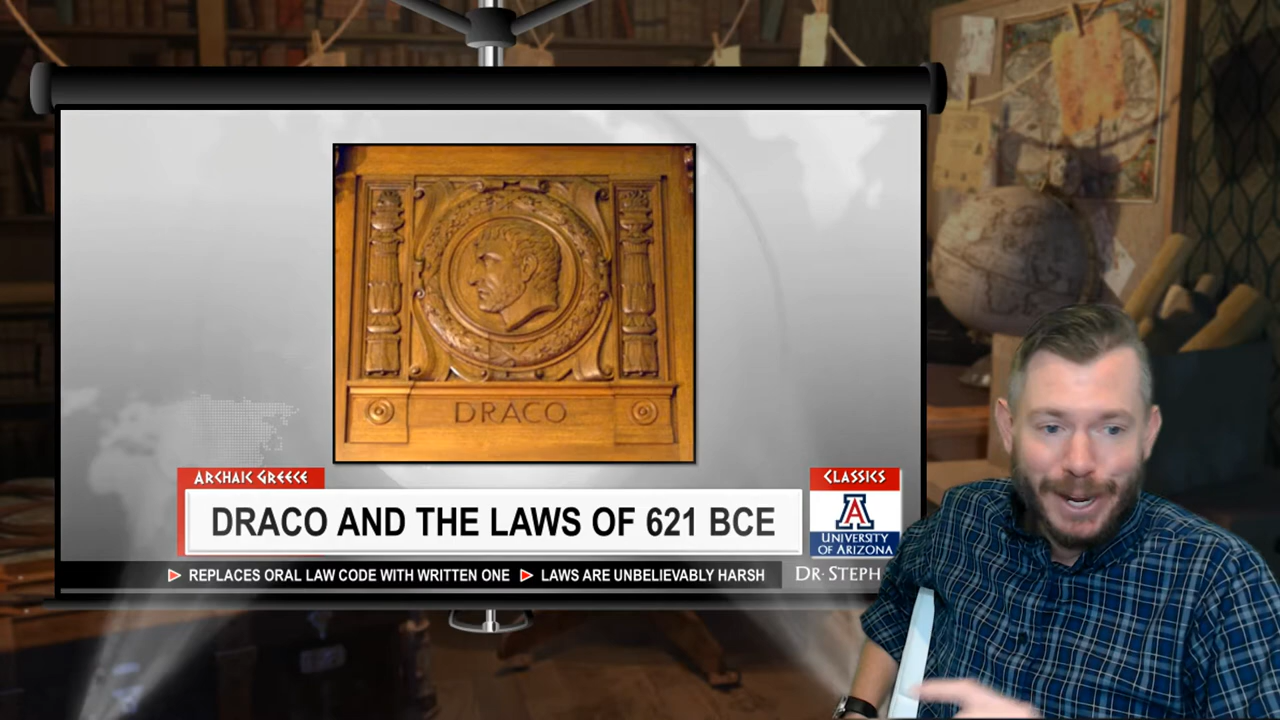 DRACO
ARCHAIC GREECE
DRACO AND THE LAWS OF 621 BCE
CLASSICS
A
UNIVERSITY
OF ARIZONA
REPLACES ORAL LAW CODE WITH WRITTEN ONE
LAWS ARE UNBELIEVABLY HARSH
DR. STEPH